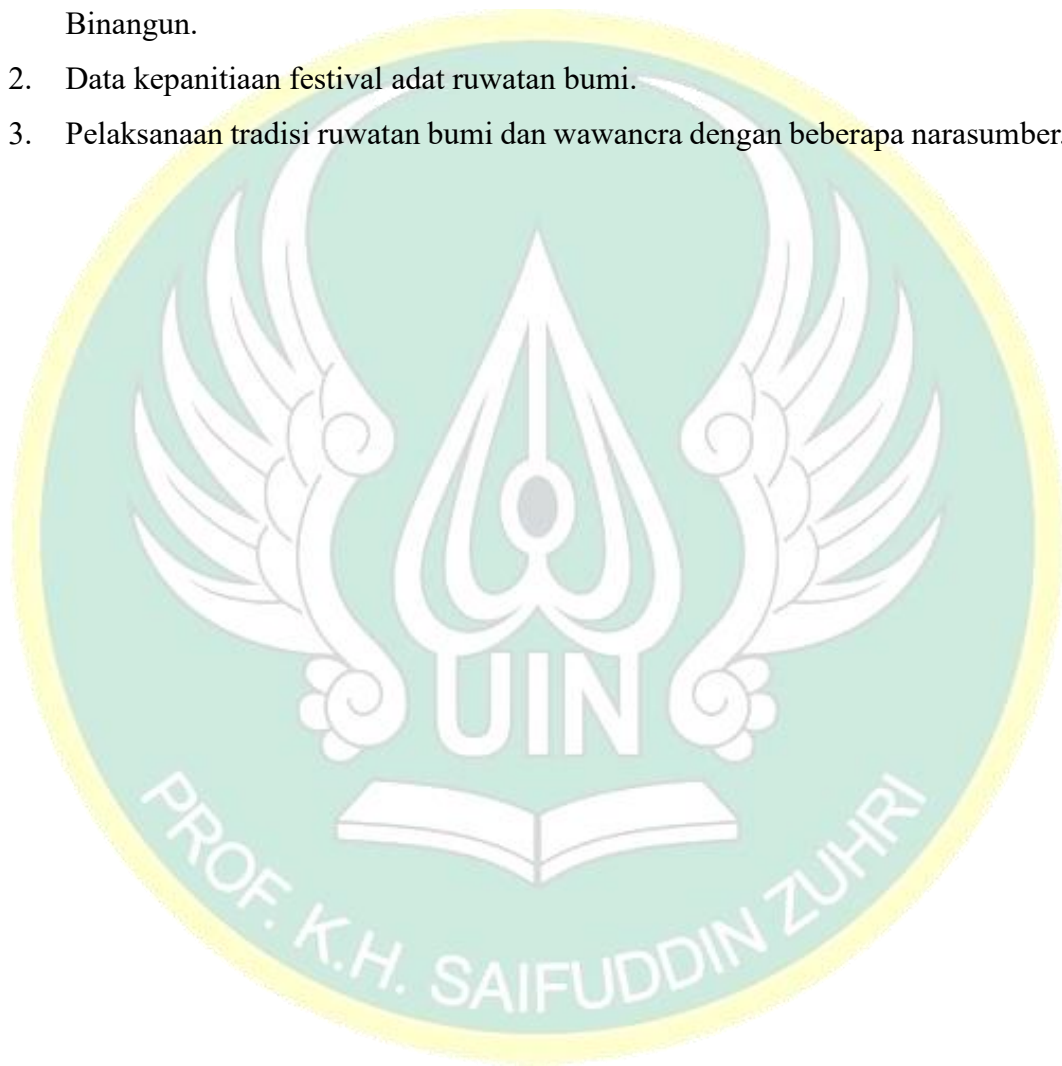 Binangun.
2. Data kepanitiaan festival adat ruwatan bumi.
3. Pelaksanaan tradisi ruwatan bumi dan wawancra dengan beberapa narasumber.
UIN
PROF. K.H. SAIFUDDIN ZUHRI